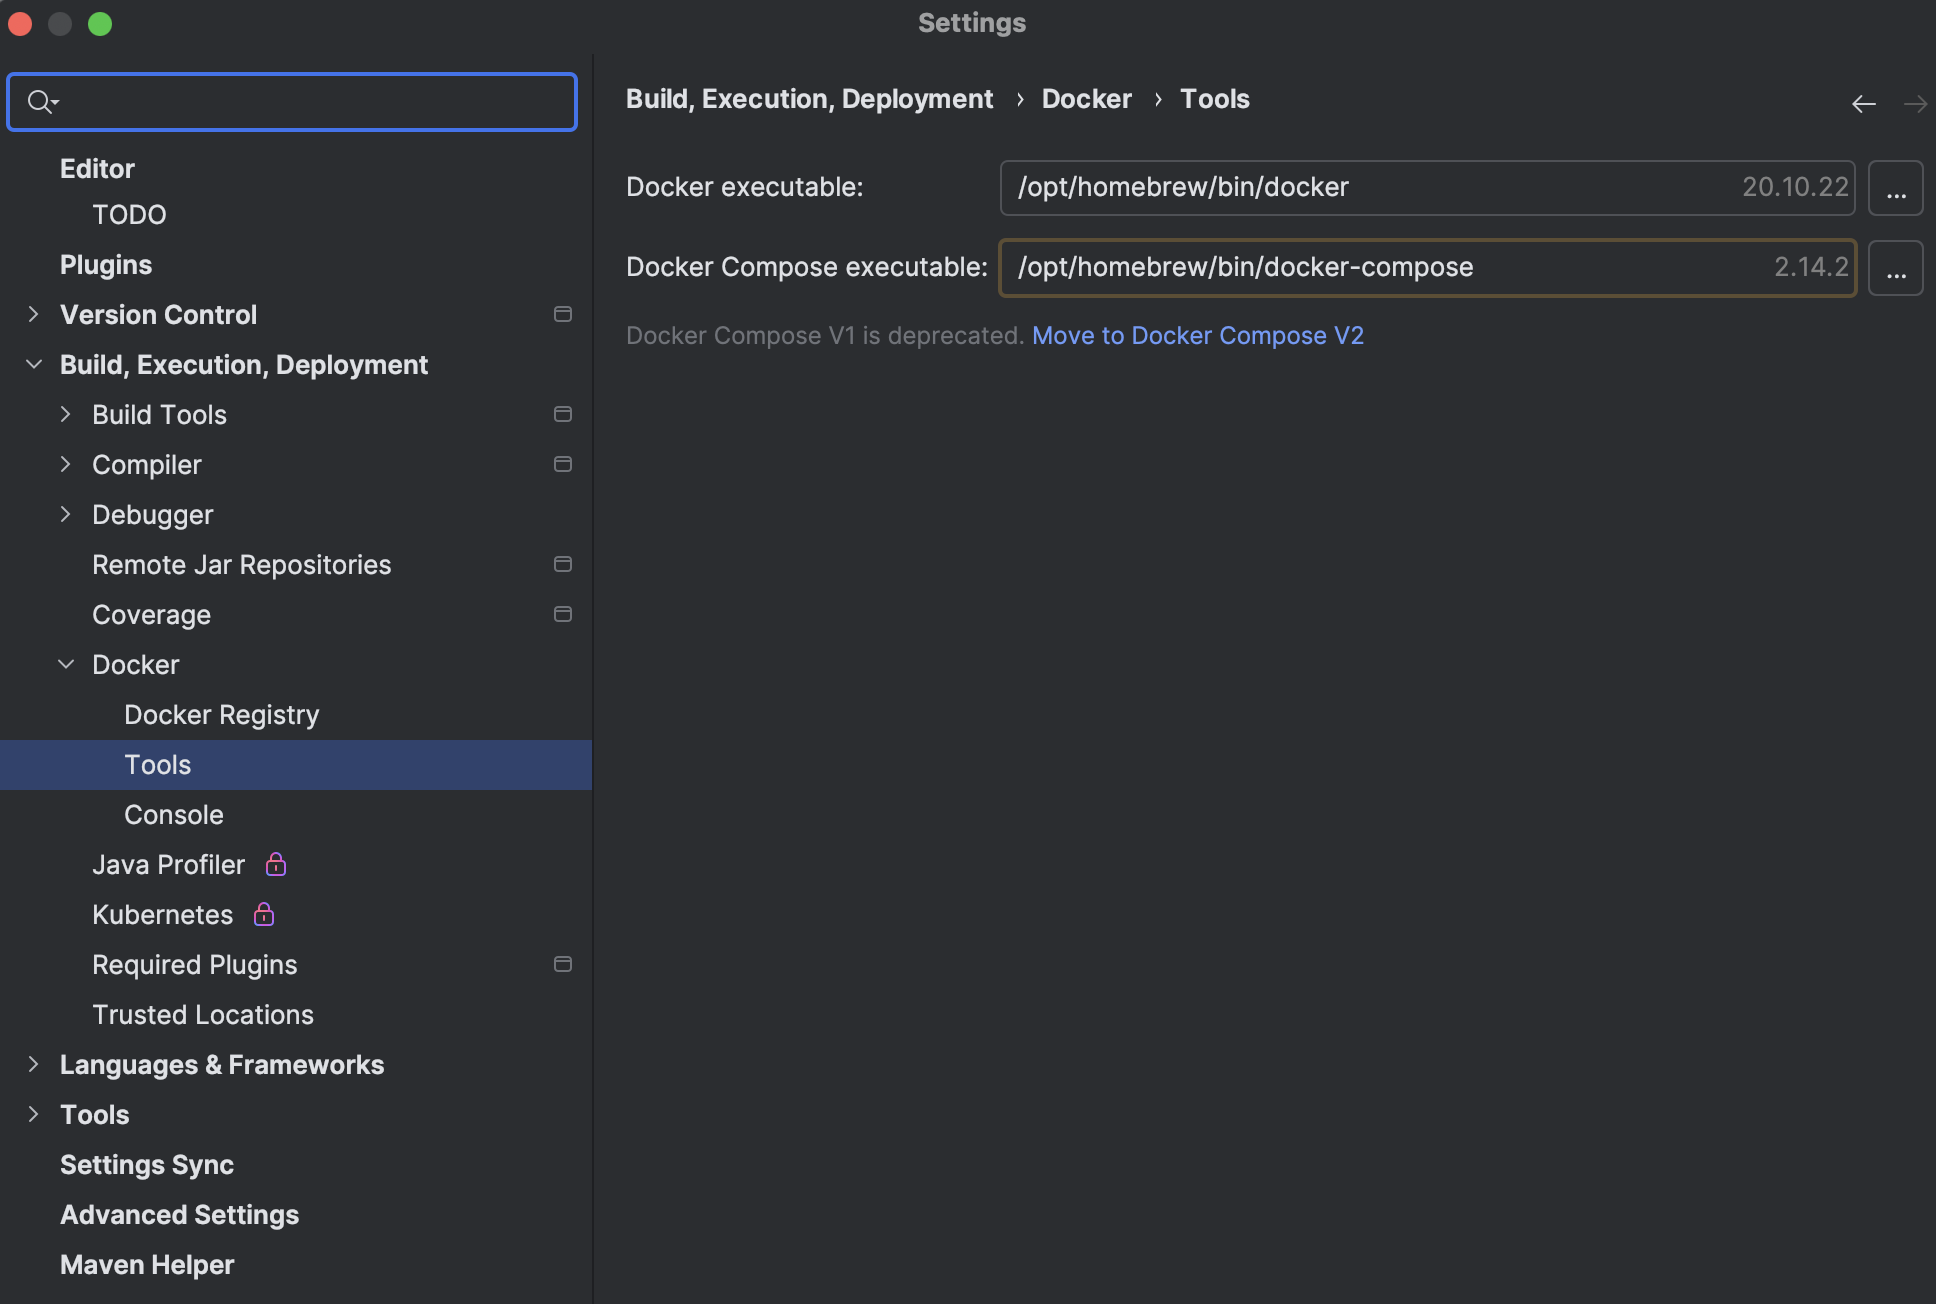 Settings
Editor
TODO
Plugins
Version Control
Build, Execution, Deployment
Build Tools
Compiler
Debugger
Remote Jar Repositories
Coverage
Docker
Docker Registry
Tools
Console
Java Profiler
Kubernetes
Required Plugins
Trusted Locations
Languages & Frameworks
Tools
Settings Sync
Advanced Settings
Maven Helper
Build, Execution, Deployment › Docker › Tools
Docker executable: /opt/homebrew/bin/docker 20.10.22 ...
Docker Compose executable: /opt/homebrew/bin/docker-compose 2.14.2 ...
Docker Compose V1 is deprecated. Move to Docker Compose V2